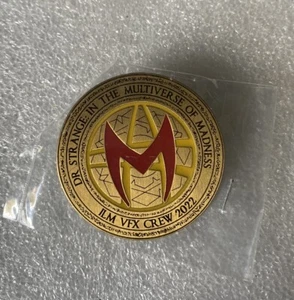 DR. STRANGE IN THE MULTIVERSE OF MADNESS
ILM VFX CREW 2022